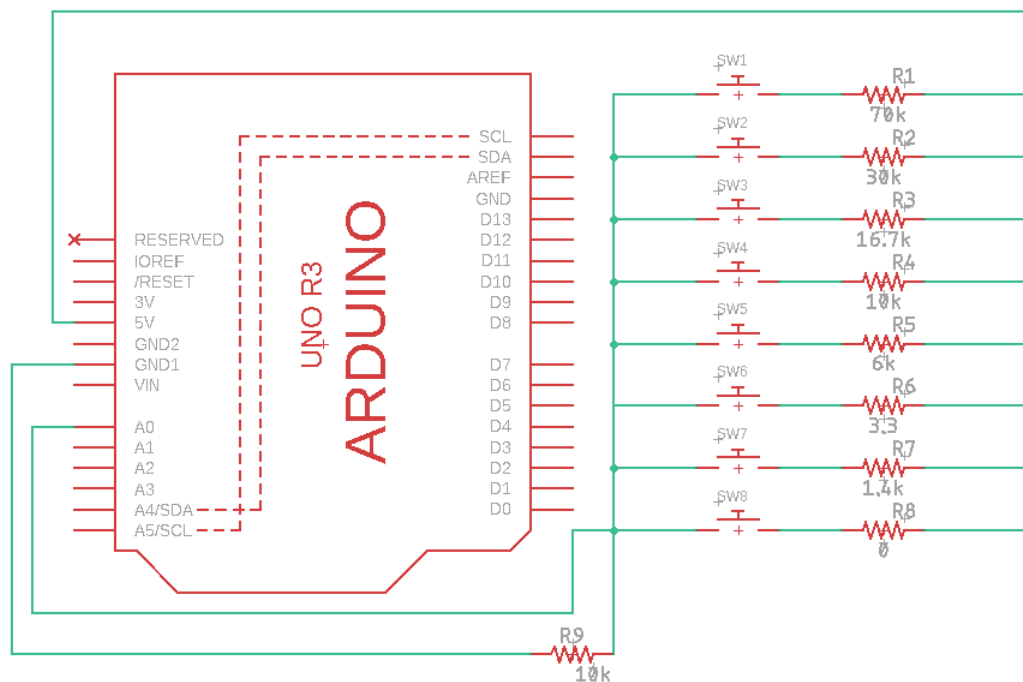 SCL
SDA
AREF
GND
D13
D12
D11
D10
D9
D8
D7
D6
D5
D4
D3
D2
D1
D0
RESERVED
IOREF
/RESET
3V
5V
GND2
GND1
VIN
A0
A1
A2
A3
A4/SDA
A5/SCL
UNO R3
ARDUINO
SW1
R1
70k
SW2
R2
30k
SW3
R3
16.7k
SW4
R4
10k
SW5
R5
6k
SW6
R6
3.3
SW7
R7
1.4k
SW8
R8
0
R9
10k